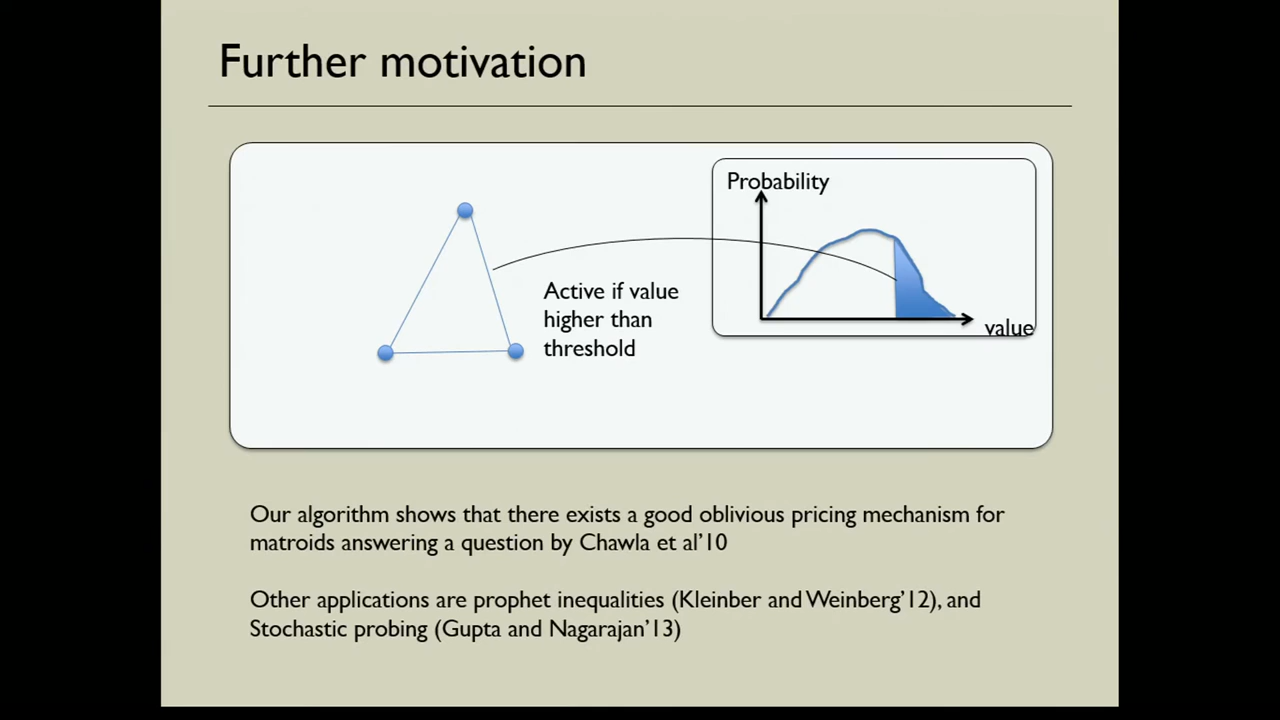 Further motivation
Probability
Active if value
higher than
threshold
value
Our algorithm shows that there exists a good oblivious pricing mechanism for
matroids answering a question by Chawla et al’10
Other applications are prophet inequalities (Kleinber and Weinberg’12), and
Stochastic probing (Gupta and Nagarajan’13)